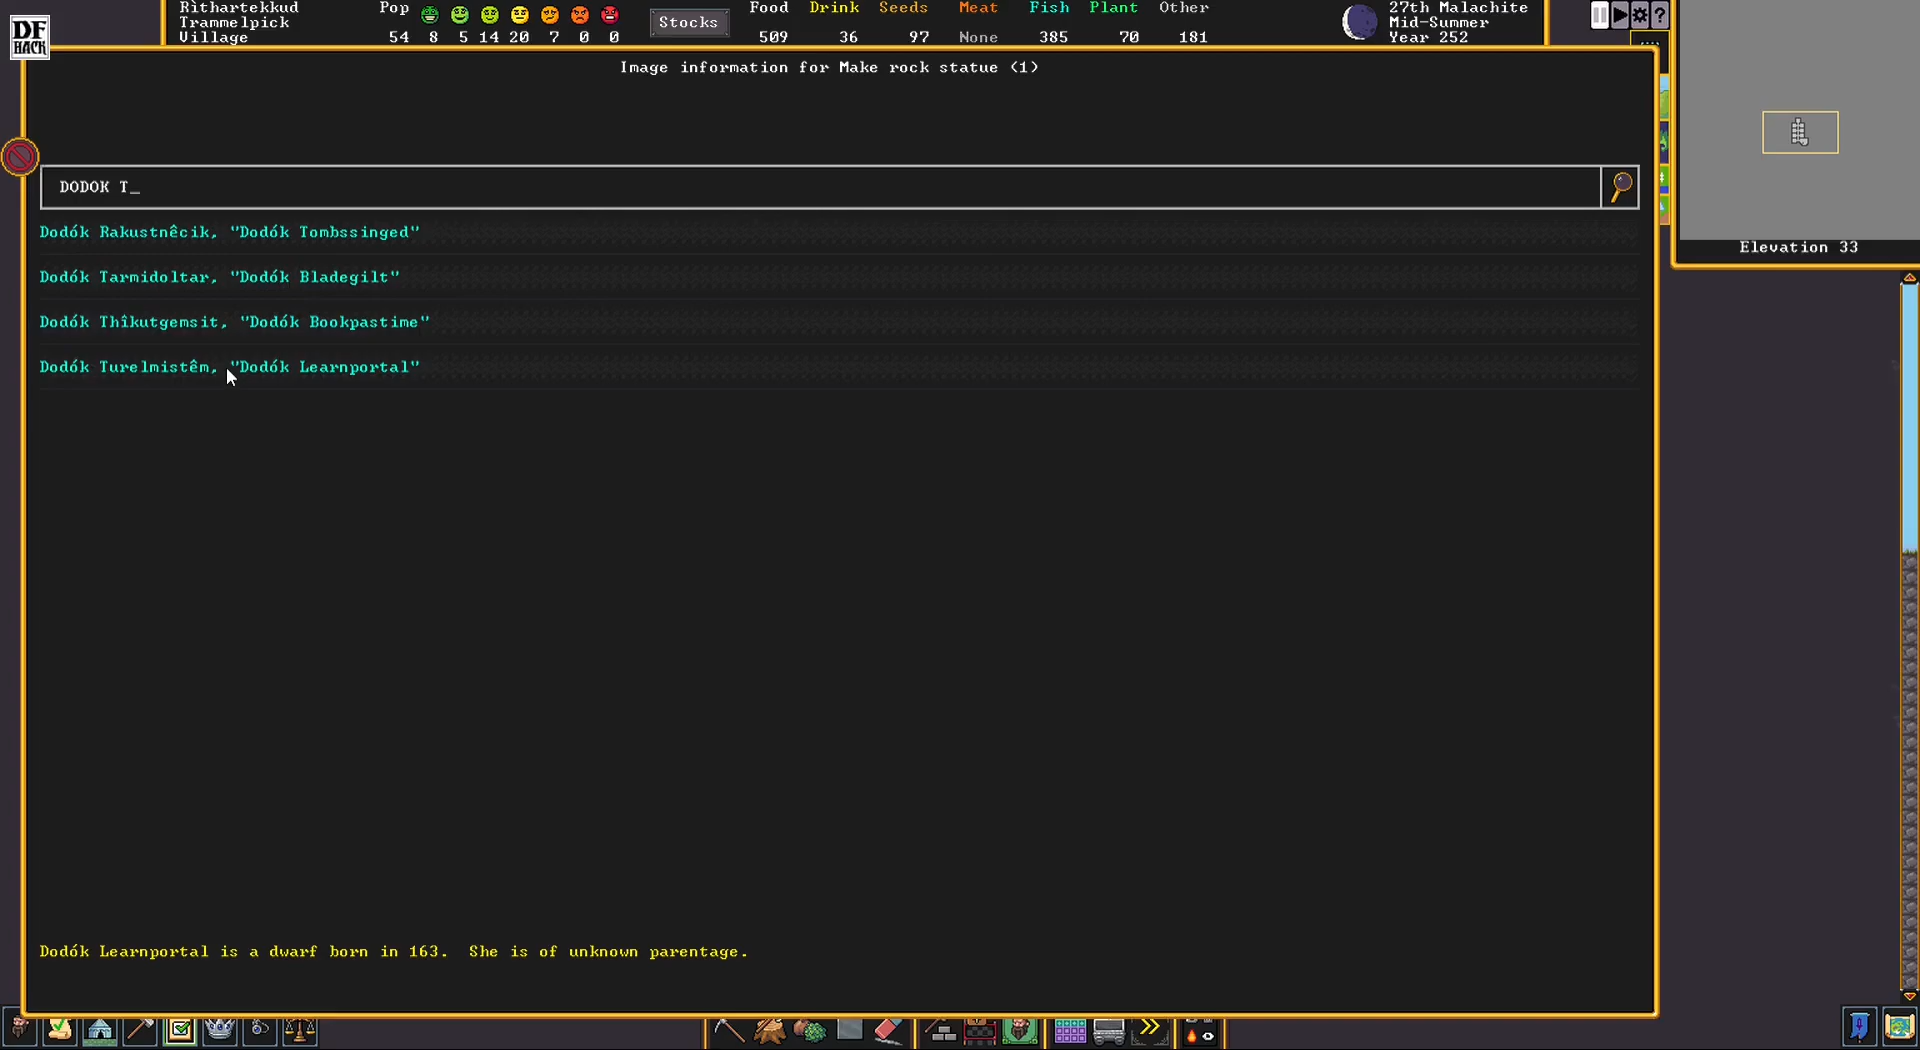 DF
HACK
Rithartekkud
Trammelpick
Village
Pop
54 8 5 14 20 7 0 0
Stocks
Food Drink Seeds Meat Fish Plant Other
509 36 97 None 385 70 181
27th Malachite
Mid-Summer
Year 252
?
Image information for Make rock statue (1)
DODOK T_
Elevation 33
Dodók Rakustnêcik, "Dodók Tombssinged"
Dodók Tarmidoltar, "Dodók Bladegilt"
Dodók Thîkutgemsit, "Dodók Bookpastime"
Dodók Turelmistêm, "Dodók Learnportal"
Dodók Learnportal is a dwarf born in 163. She is of unknown parentage.